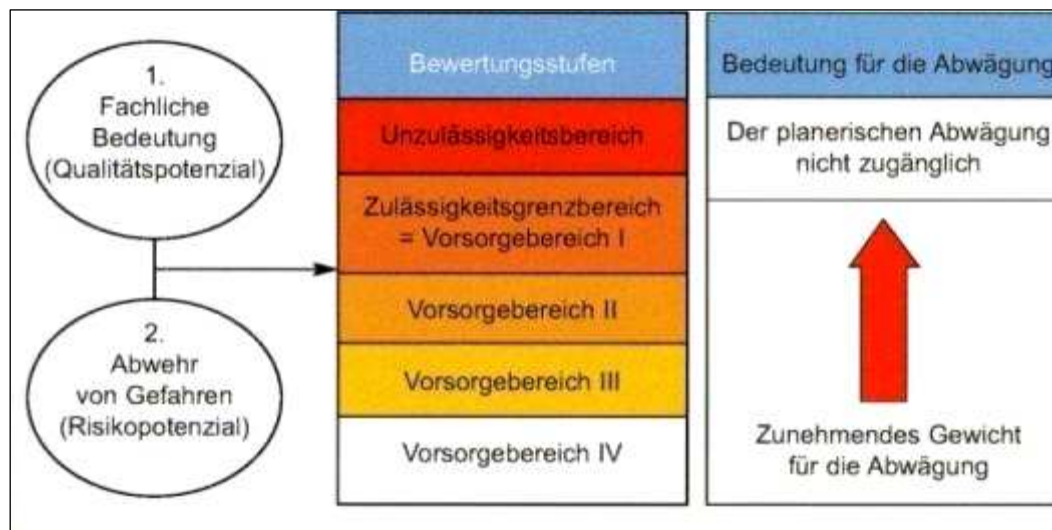 1.
Fachliche
Bedeutung
(Qualitätspotenzial)
2.
Abwehr
von Gefahren
(Risikopotenzial)
Bewertungsstufen
Unzulässigkeitsbereich
Zulässigkeitsgrenzbereich
= Vorsorgebereich I
Vorsorgebereich II
Vorsorgebereich III
Vorsorgebereich IV
Bedeutung für die Abwägung
Der planerischen Abwägung
nicht zugänglich
Zunehmendes Gewicht
für die Abwägung